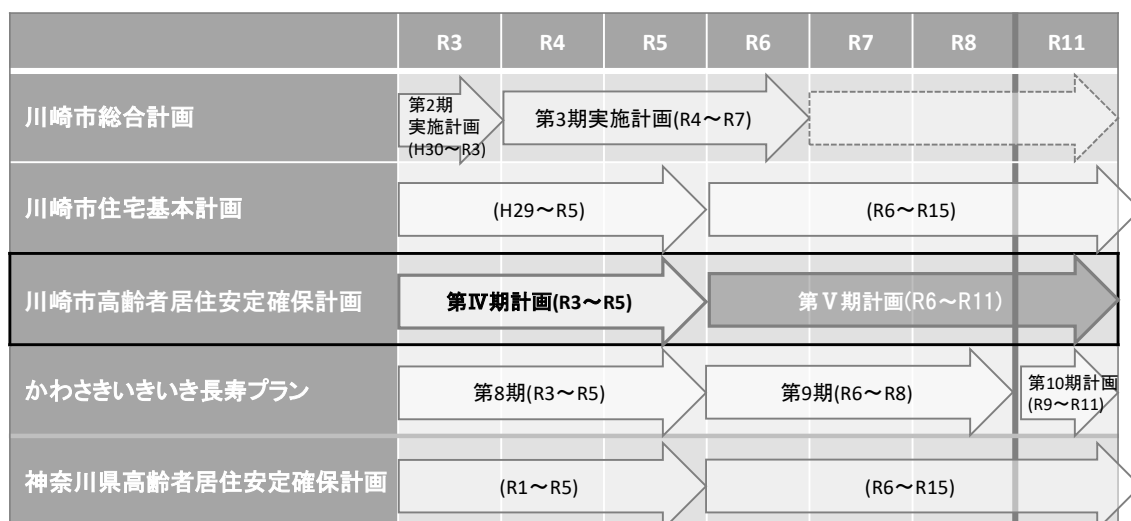 R3 R4 R5 R6 R7 R8 R11
川崎市総合計画
第2期
実施計画
(H30～R3)
第3期実施計画(R4～R7)
川崎市住宅基本計画
(H29～R5)
(R6～R15)
川崎市高齢者居住安定確保計画
第Ⅳ期計画(R3～R5)
第Ⅴ期計画(R6～R11)
かわさきいきいき長寿プラン
第8期(R3～R5)
第9期(R6～R8)
第10期計画
(R9～R11)
神奈川県高齢者居住安定確保計画
(R1～R5)
(R6～R15)